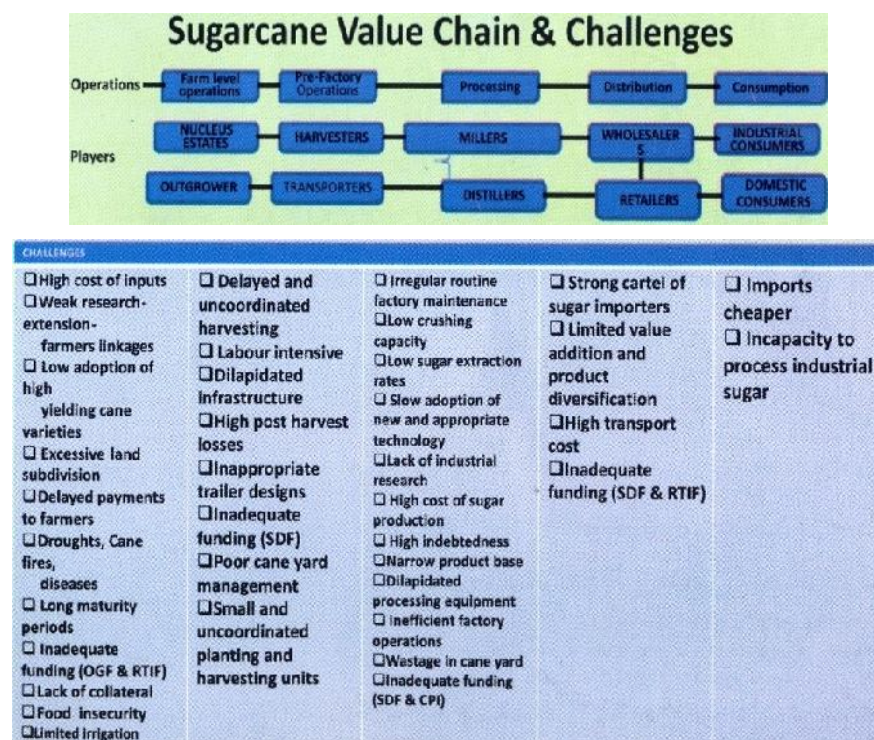 Sugarcane Value Chain & Challenges
Operations
Farm level
operations
Pre-Factory
Operations
Processing
Distribution
Consumption
Players
NUCLEUS
ESTATES
HARVESTERS
MILLERS
WHOLESALER
S
INDUSTRIAL
CONSUMERS
OUTGROWER
TRANSPORTERS
DISTILLERS
RETAILERS
DOMESTIC
CONSUMERS
CHALLENGES
❑High cost of inputs
❑Weak research-
extension-
farmers linkages
❑ Low adoption of
high
yielding cane
varieties
❑ Excessive land
subdivision
❑Delayed payments
to farmers
❑Droughts, Cane
fires,
diseases
❑ Long maturity
periods
❑ Inadequate
funding (OGF & RTIF)
❑Lack of collateral
❑Food insecurity
❑Limited irrigation
❑ Delayed and
uncoordinated
harvesting
❑ Labour intensive
❑Dilapidated
infrastructure
❑High post harvest
losses
❑Inappropriate
trailer designs
❑Inadequate
funding (SDF)
❑Poor cane yard
management
❑Small and
uncoordinated
planting and
harvesting units
❑ Irregular routine
factory maintenance
❑Low crushing
capacity
❑Low sugar extraction
rates
❑ Slow adoption of
new and appropriate
technology
❑Lack of industrial
research
❑ High cost of sugar
production
❑ High indebtedness
❑Narrow product base
❑Dilapidated
processing equipment
❑ Inefficient factory
operations
❑Wastage in cane yard
❑Inadequate funding
(SDF & CPI)
❑ Strong cartel of
sugar importers
❑ Limited value
addition and
product
diversification
❑High transport
cost
❑Inadequate
funding (SDF & RTIF)
❑ Imports
cheaper
❑ Incapacity to
process industrial
sugar